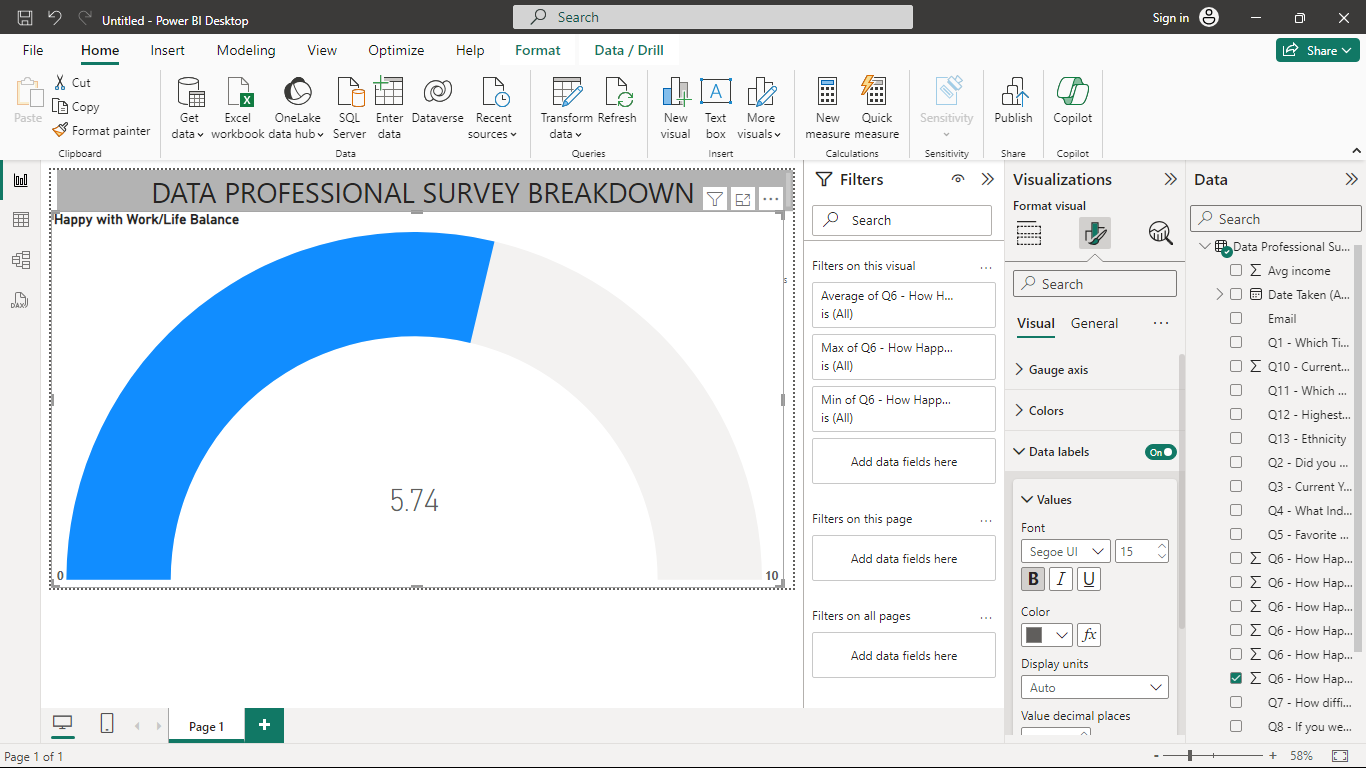 Untitled - Power BI Desktop
Search
Sign in
File
Home
Insert
Modeling
View
Optimize
Help
Format
Data / Drill
Share
Paste
Cut
Copy
Format painter
Clipboard
Get data
Excel workbook
OneLake data hub
SQL Server
Enter data
Dataverse
Recent sources
Data
Transform data
Refresh
Queries
New visual
Text box
More visuals
Insert
New measure
Quick measure
Calculations
Sensitivity
Sensitivity
Publish
Share
Copilot
Copilot
DATA PROFESSIONAL SURVEY BREAKDOWN
Happy with Work/Life Balance
s
5.74
0
10
Filters
Search
Filters on this visual
Average of Q6 - How H...
is (All)
Max of Q6 - How Happ...
is (All)
Min of Q6 - How Happ...
is (All)
Add data fields here
Filters on this page
Add data fields here
Filters on all pages
Add data fields here
Visualizations
Format visual
Search
Visual
General
Gauge axis
Colors
Data labels
On
Values
Font
Segoe UI
15
B
I
U
Color
fx
Display units
Auto
Value decimal places
Data
Search
Data Professional Su...
Avg income
Date Taken (A...
Email
Q1 - Which Ti...
Q10 - Current...
Q11 - Which ...
Q12 - Highest...
Q13 - Ethnicity
Q2 - Did you ...
Q3 - Current Y...
Q4 - What Ind...
Q5 - Favorite ...
Q6 - How Hap...
Q6 - How Hap...
Q6 - How Hap...
Q6 - How Hap...
Q6 - How Hap...
Q6 - How Hap...
Q7 - How diffi...
Q8 - If you we...
DAX
Page 1
Page 1 of 1
58%